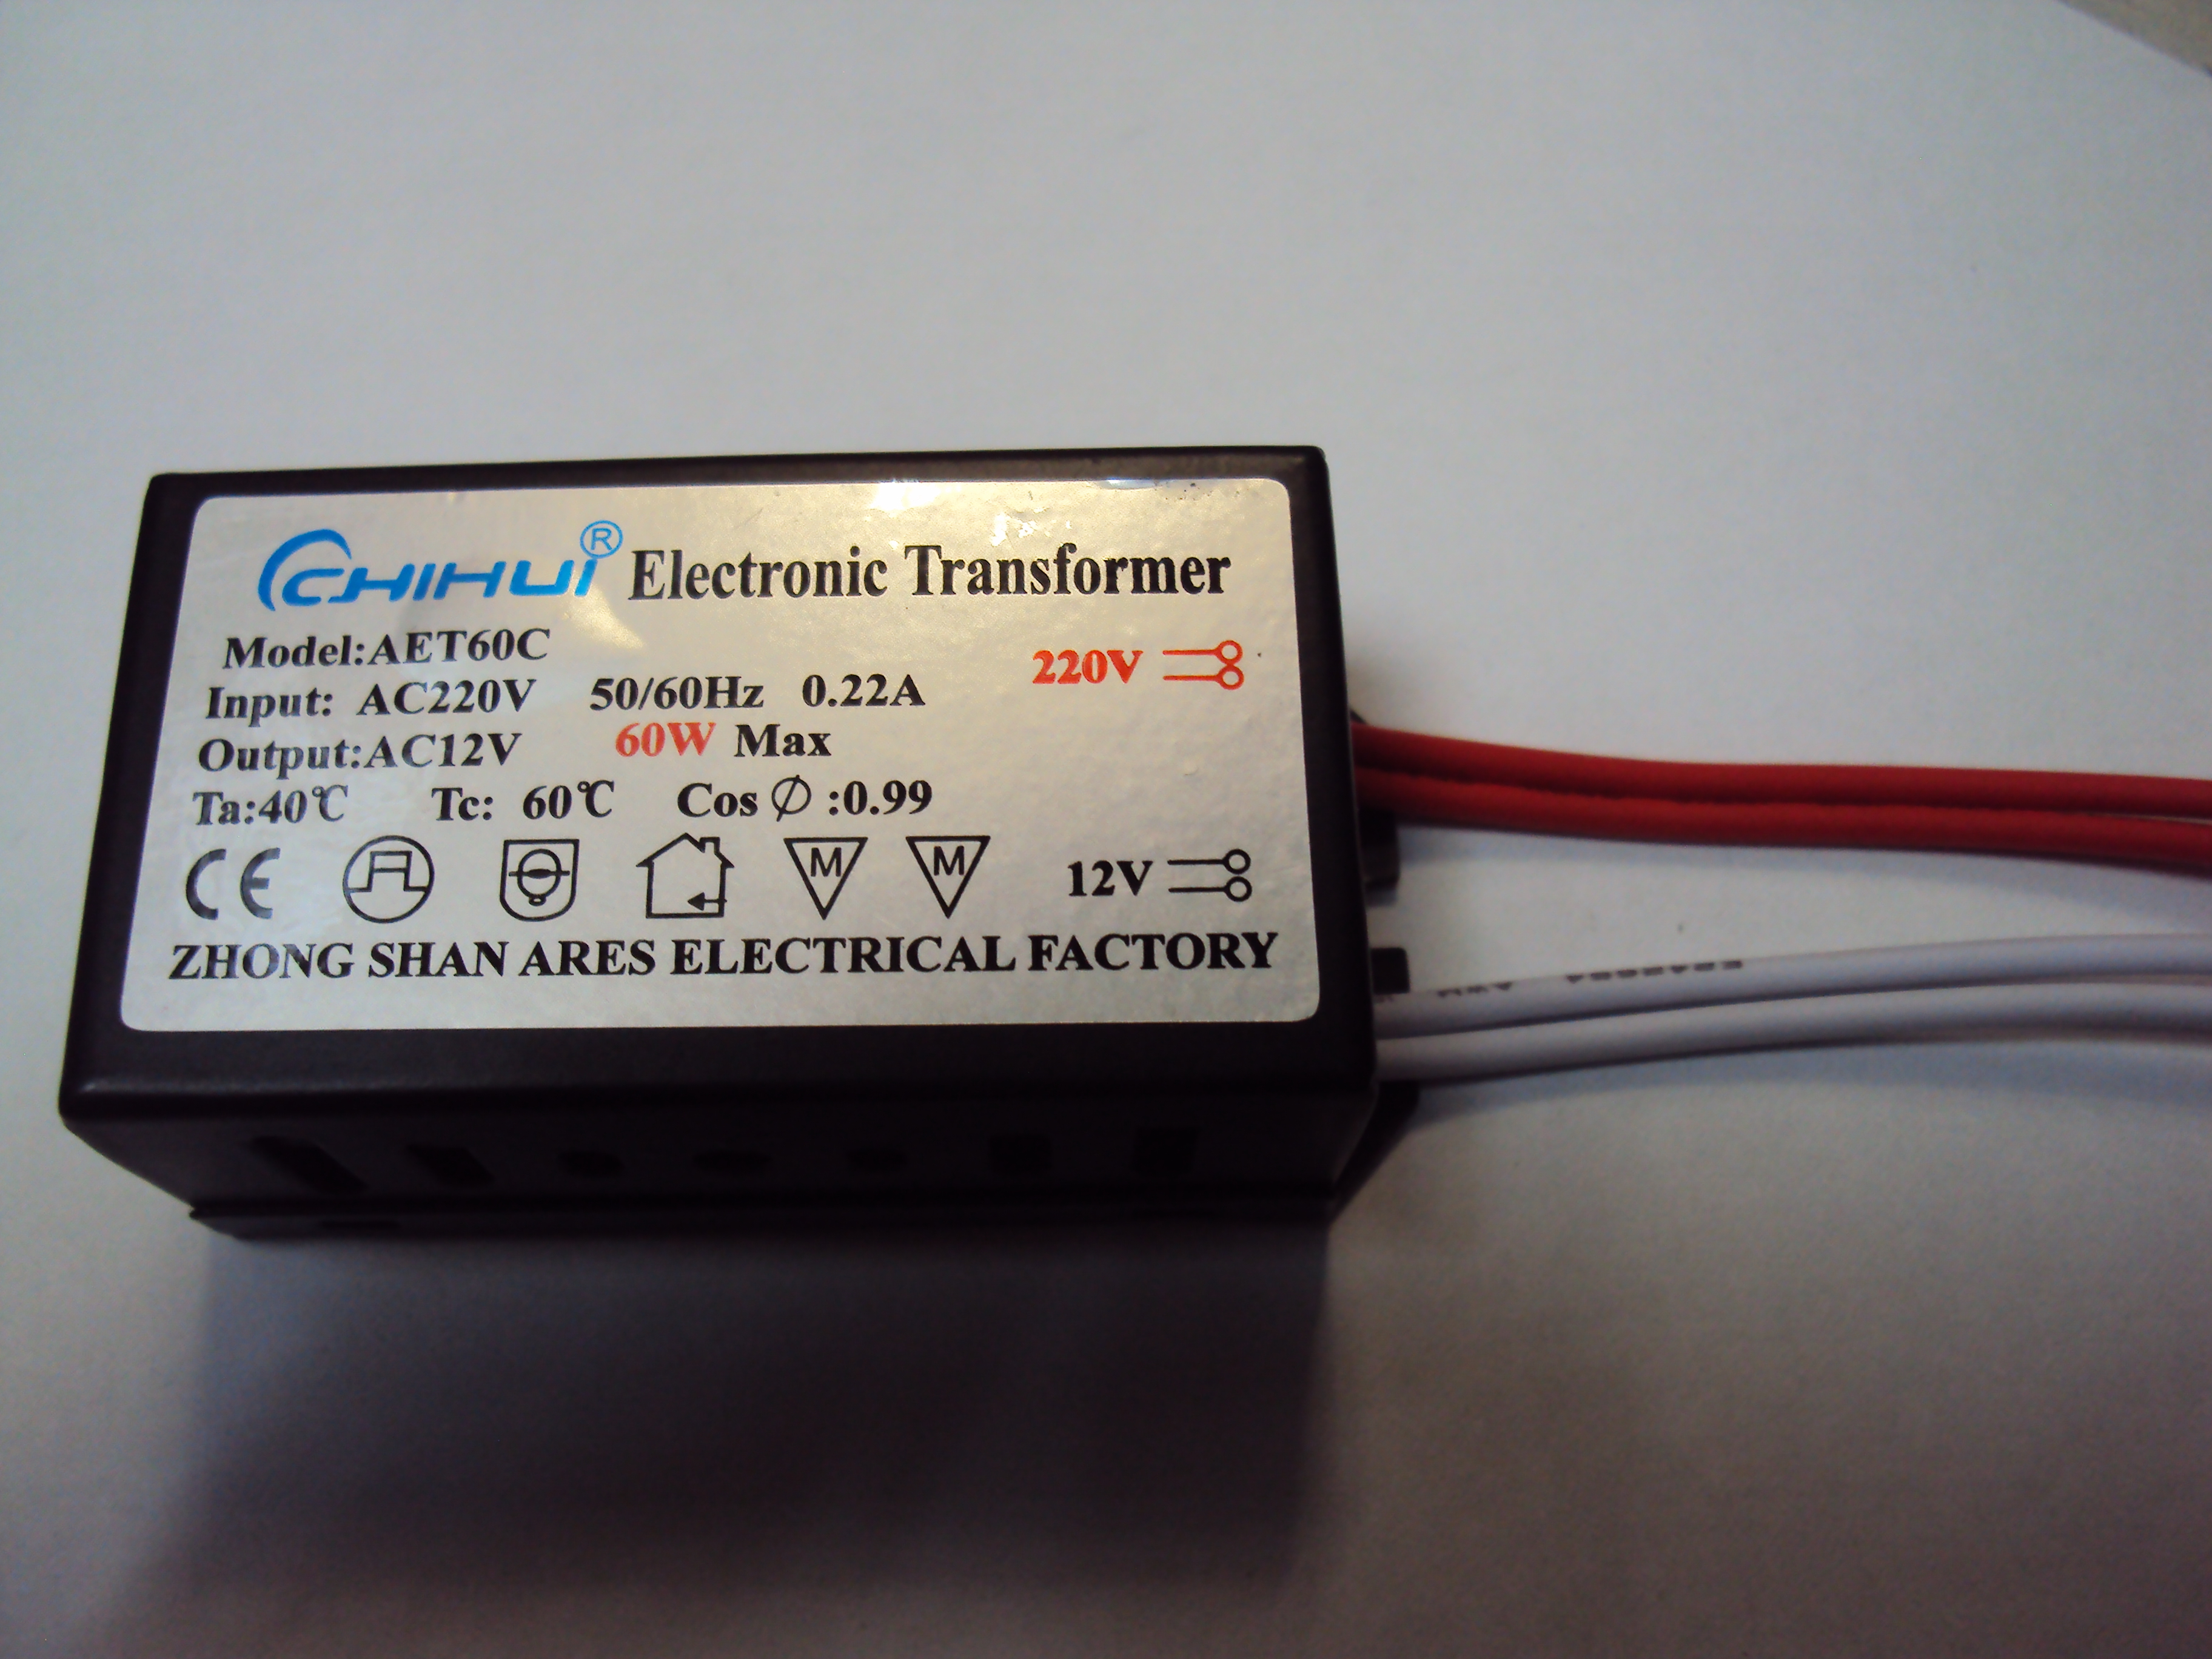 CHIHUI® Electronic Transformer
Model:AET60C
Input: AC220V 50/60Hz 0.22A
220V
Output:AC12V 60W Max
Ta:40℃ Tc: 60℃ Cos ∅ :0.99
CE M M 12V
ZHONG SHAN ARES ELECTRICAL FACTORY
AWM